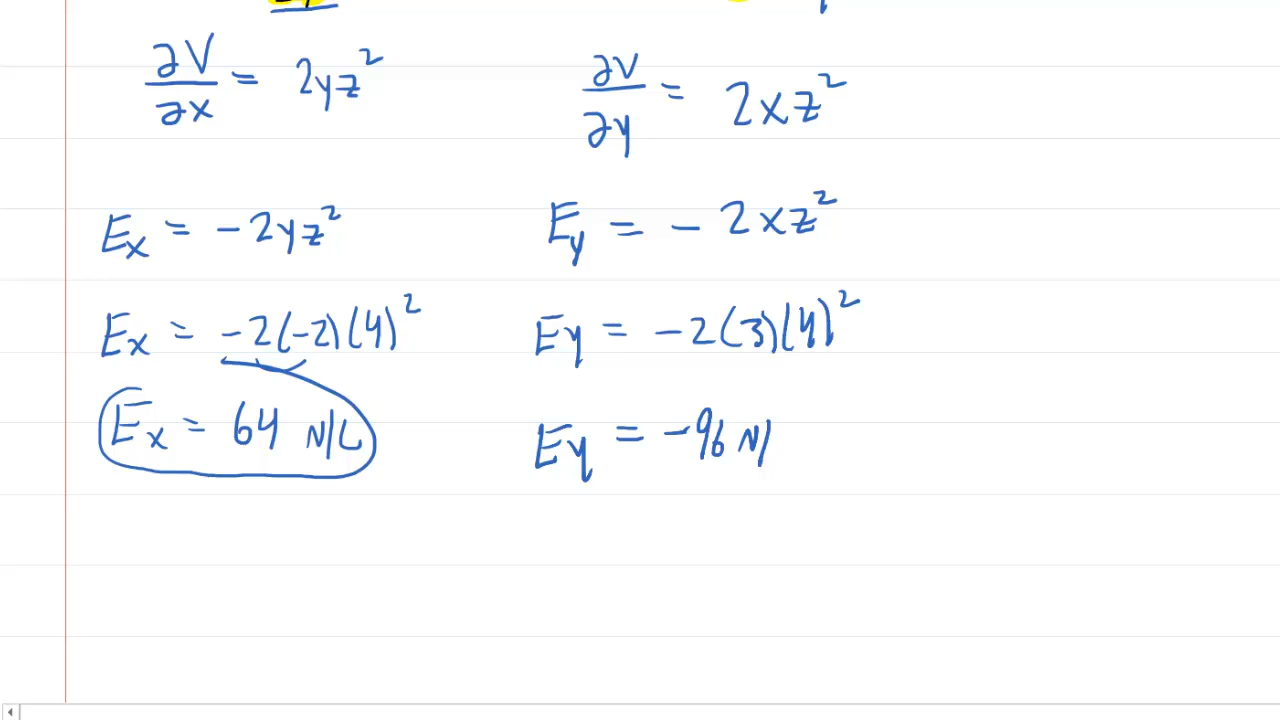 ∂V/∂x = 2yz²
∂V/∂y = 2xz²
Ex = -2yz²
Ey = -2xz²
Ex = -2(-2)(4)²
Ey = -2(3)(4)²
Ex = 64 N/C
Ey = -96 N/